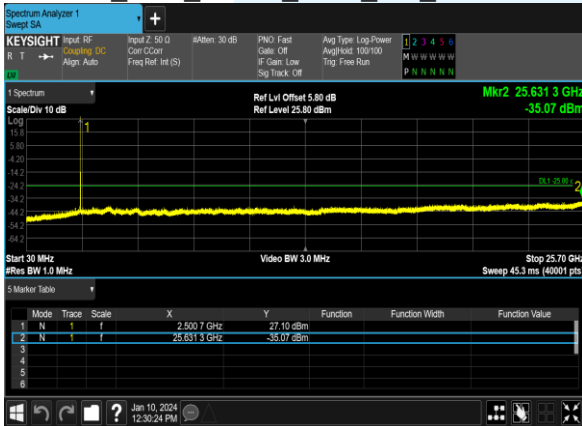 Spectrum Analyzer 1
Swept SA
+
KEYSIGHT Input: RF Input Z: 50 Ω #Atten: 30 dB PNO: Fast Avg Type: Log-Power 1 2 3 4 5 6
R T Coupling: DC Corr CCorr Gate: Off Avg|Hold: 100/100 M W W W W W
Align: Auto Freq Ref: Int (S) IF Gain: Low Trig: Free Run
Sig Track: Off P N N N N N
1 Spectrum
Ref Lvl Offset 5.80 dB Mkr2 25.631 3 GHz
Scale/Div 10 dB Ref Level 25.80 dBm -35.07 dBm
Log
15.8 1
5.80
-4.20
-14.2
-24.2 DL1 -25.00 2
-34.2
-44.2
-54.2
-64.2
Start 30 MHz Video BW 3.0 MHz Stop 25.70 GHz
#Res BW 1.0 MHz Sweep 45.3 ms (40001 pts
5 Marker Table
Mode Trace Scale X Y Function Function Width Function Value
1 N 1 f 2.500 7 GHz 27.10 dBm
2 N 1 f 25.631 3 GHz -35.07 dBm
3
4
5
6
? Jan 10, 2024
12:30:24 PM